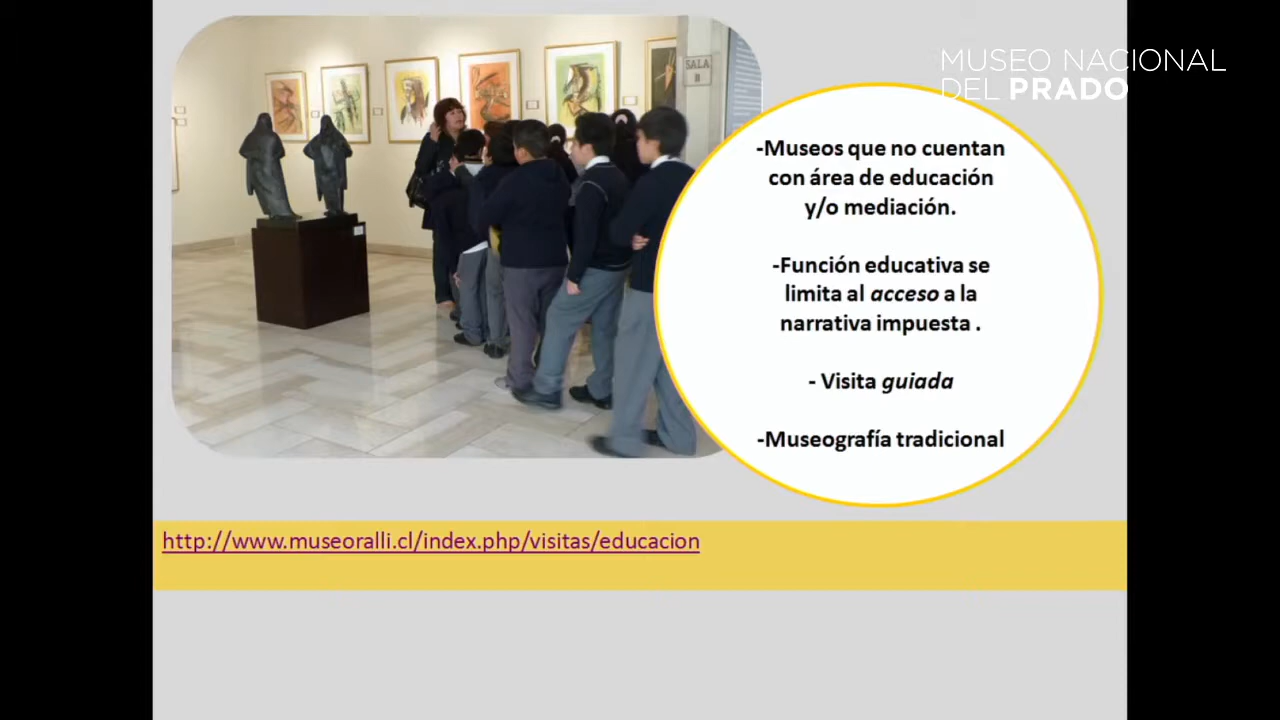 MUSEO NACIONAL
DEL PRADO
SALA
8
-Museos que no cuentan
con área de educación
y/o mediación.
-Función educativa se
limita al acceso a la
narrativa impuesta .
- Visita guiada
-Museografía tradicional
http://www.museoralli.cl/index.php/visitas/educacion